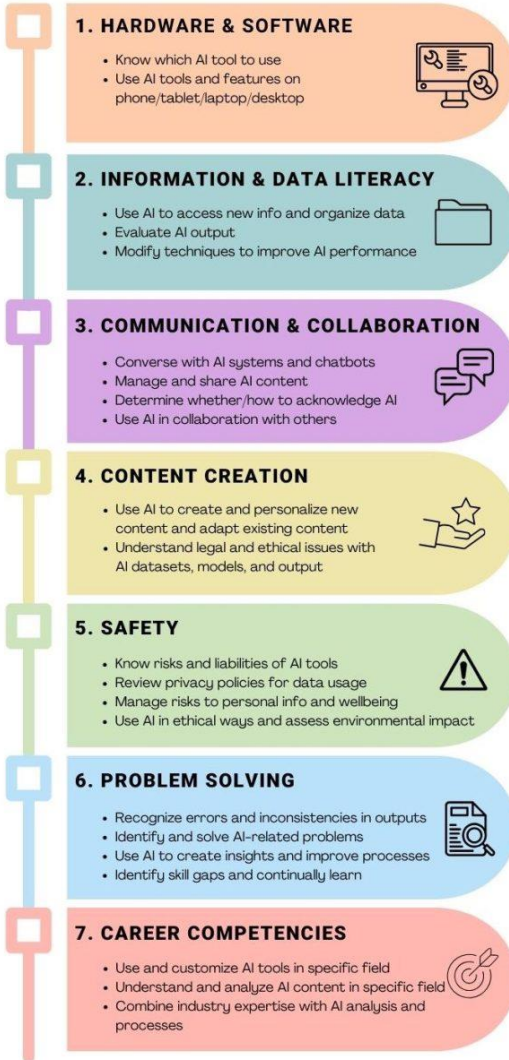 1. HARDWARE & SOFTWARE
• Know which AI tool to use
• Use AI tools and features on
phone/tablet/laptop/desktop
2. INFORMATION & DATA LITERACY
• Use AI to access new info and organize data
• Evaluate AI output
• Modify techniques to improve AI performance
3. COMMUNICATION & COLLABORATION
• Converse with AI systems and chatbots
• Manage and share AI content
• Determine whether/how to acknowledge AI
• Use AI in collaboration with others
4. CONTENT CREATION
• Use AI to create and personalize new
content and adapt existing content
• Understand legal and ethical issues with
AI datasets, models, and output
5. SAFETY
• Know risks and liabilities of AI tools
• Review privacy policies for data usage
• Manage risks to personal info and wellbeing
• Use AI in ethical ways and assess environmental impact
6. PROBLEM SOLVING
• Recognize errors and inconsistencies in outputs
• Identify and solve AI-related problems
• Use AI to create insights and improve processes
• Identify skill gaps and continually learn
7. CAREER COMPETENCIES
• Use and customize AI tools in specific field
• Understand and analyze AI content in specific field
• Combine industry expertise with AI analysis and
processes